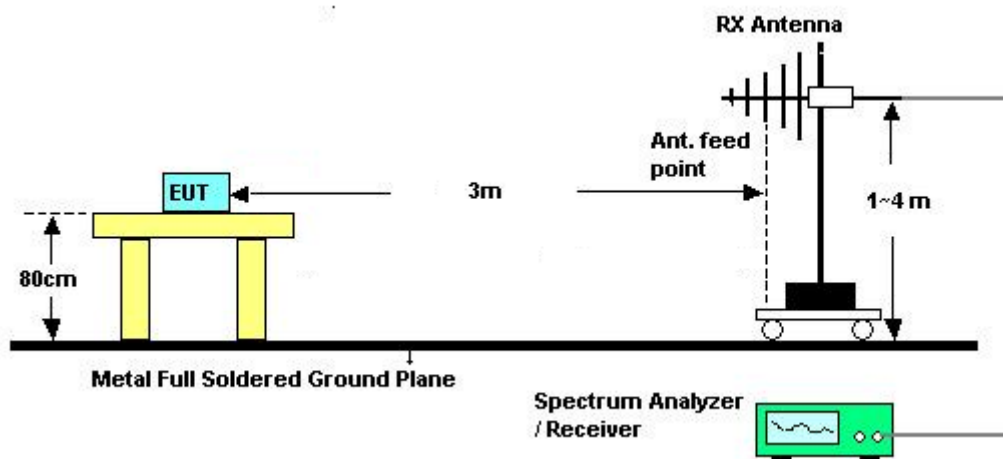 RX Antenna
Ant. feed
point
EUT
3m
1~4 m
80cm
Metal Full Soldered Ground Plane
Spectrum Analyzer
/ Receiver